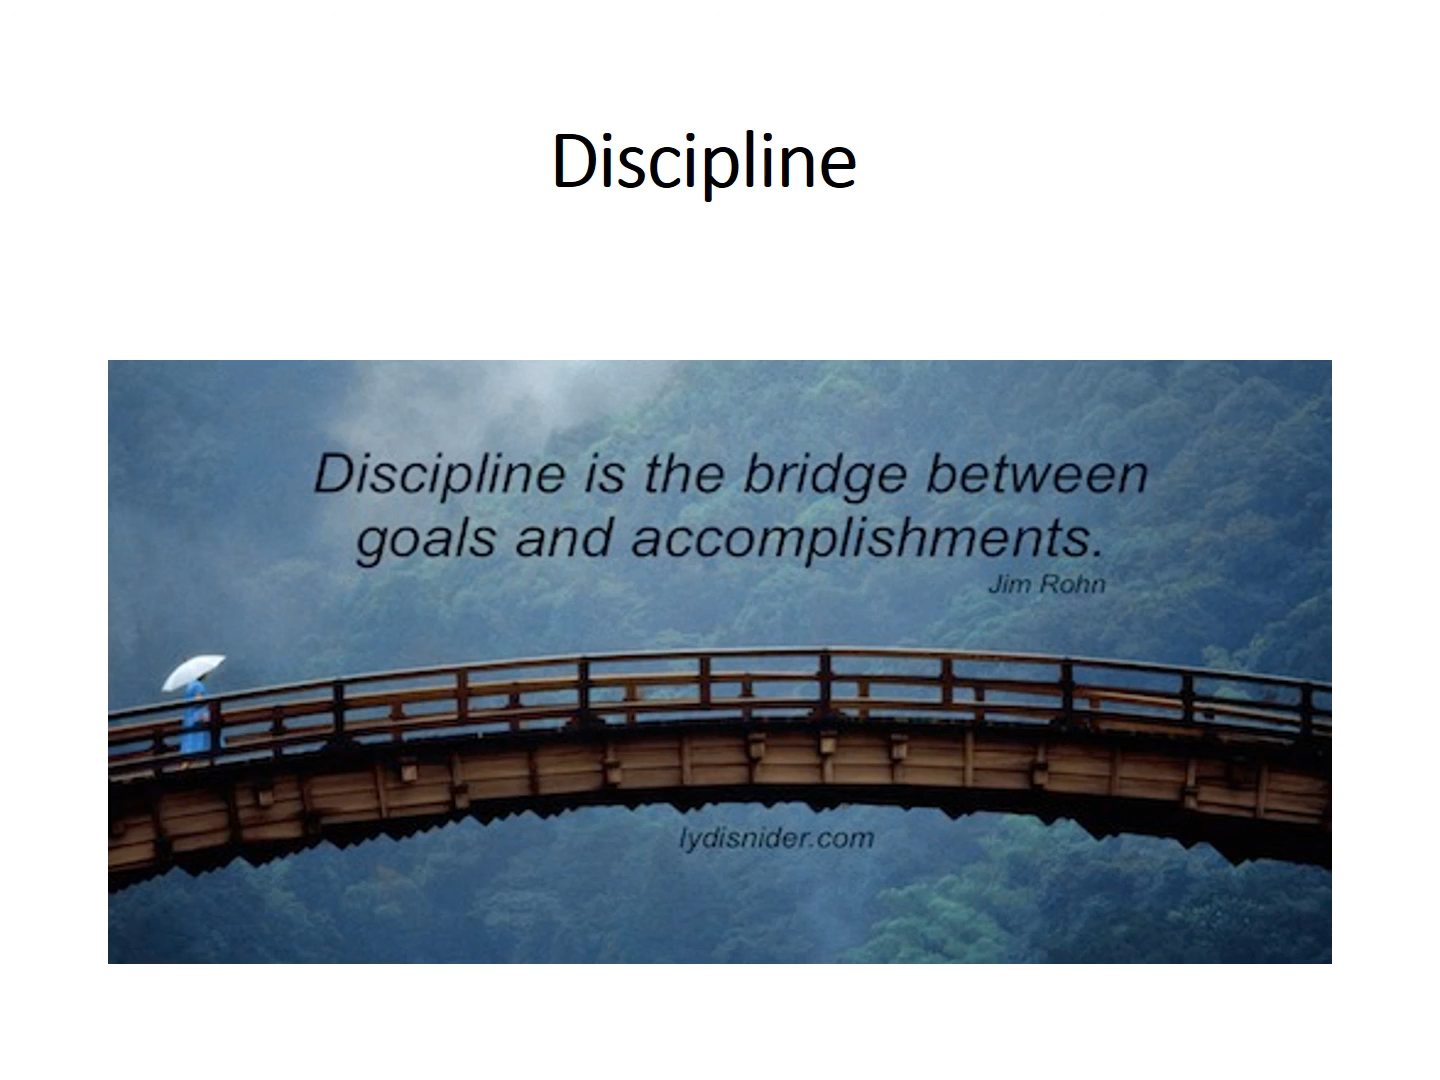 Discipline
Discipline is the bridge between
goals and accomplishments.
Jim Rohn
lydisnider.com